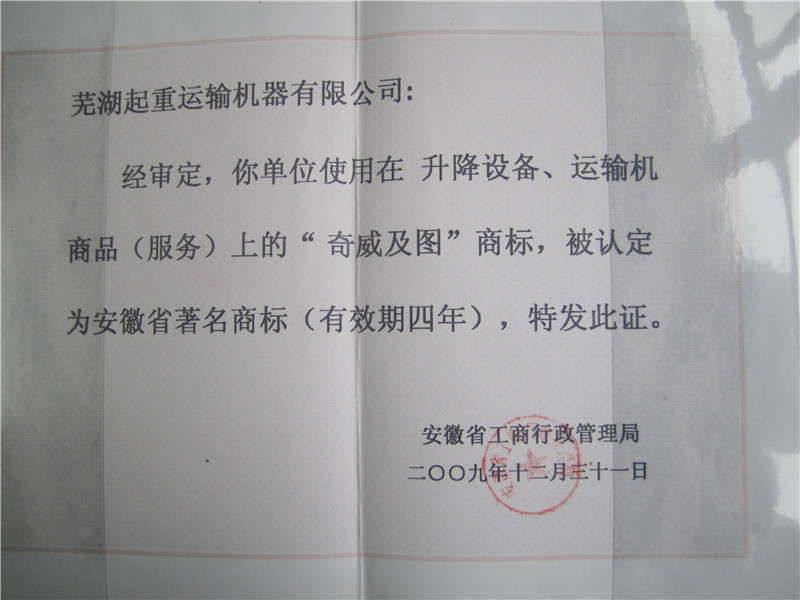 芜湖起重运输机器有限公司:
经审定，你单位使用在 升降设备、运输机
商品（服务）上的“ 奇威及图”商标，被认定
为安徽省著名商标（有效期四年），特发此证。
安徽省工商行政管理局
二〇〇九年十二月三十一日